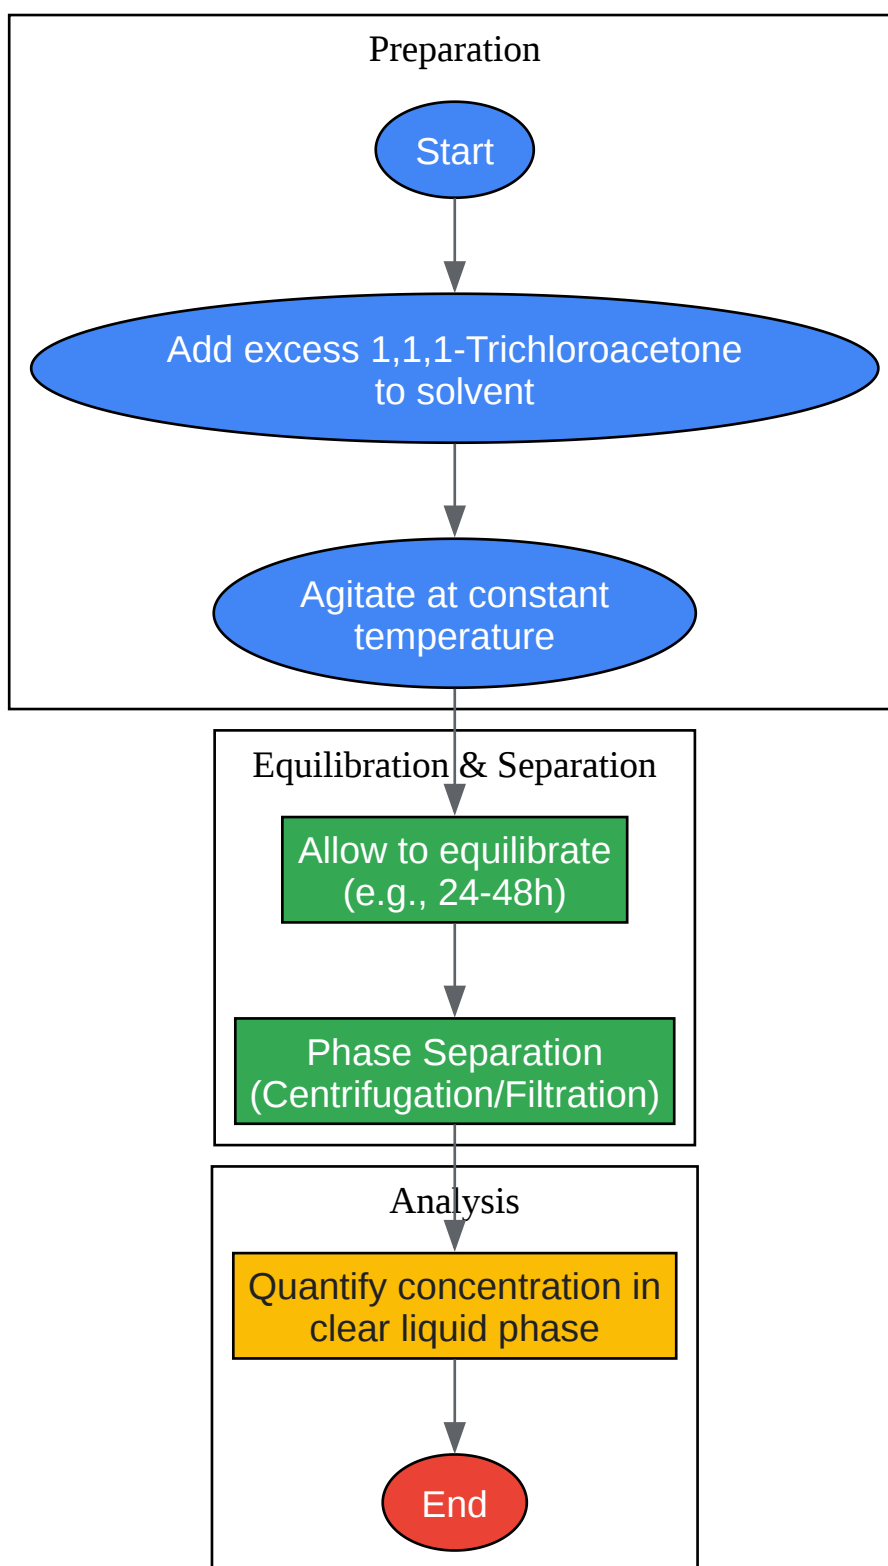 Preparation
Start
Add excess 1,1,1-Trichloroacetone
to solvent
Agitate at constant
temperature
Equilibration & Separation
Allow to equilibrate
(e.g., 24-48h)
Phase Separation
(Centrifugation/Filtration)
Analysis
Quantify concentration in
clear liquid phase
End